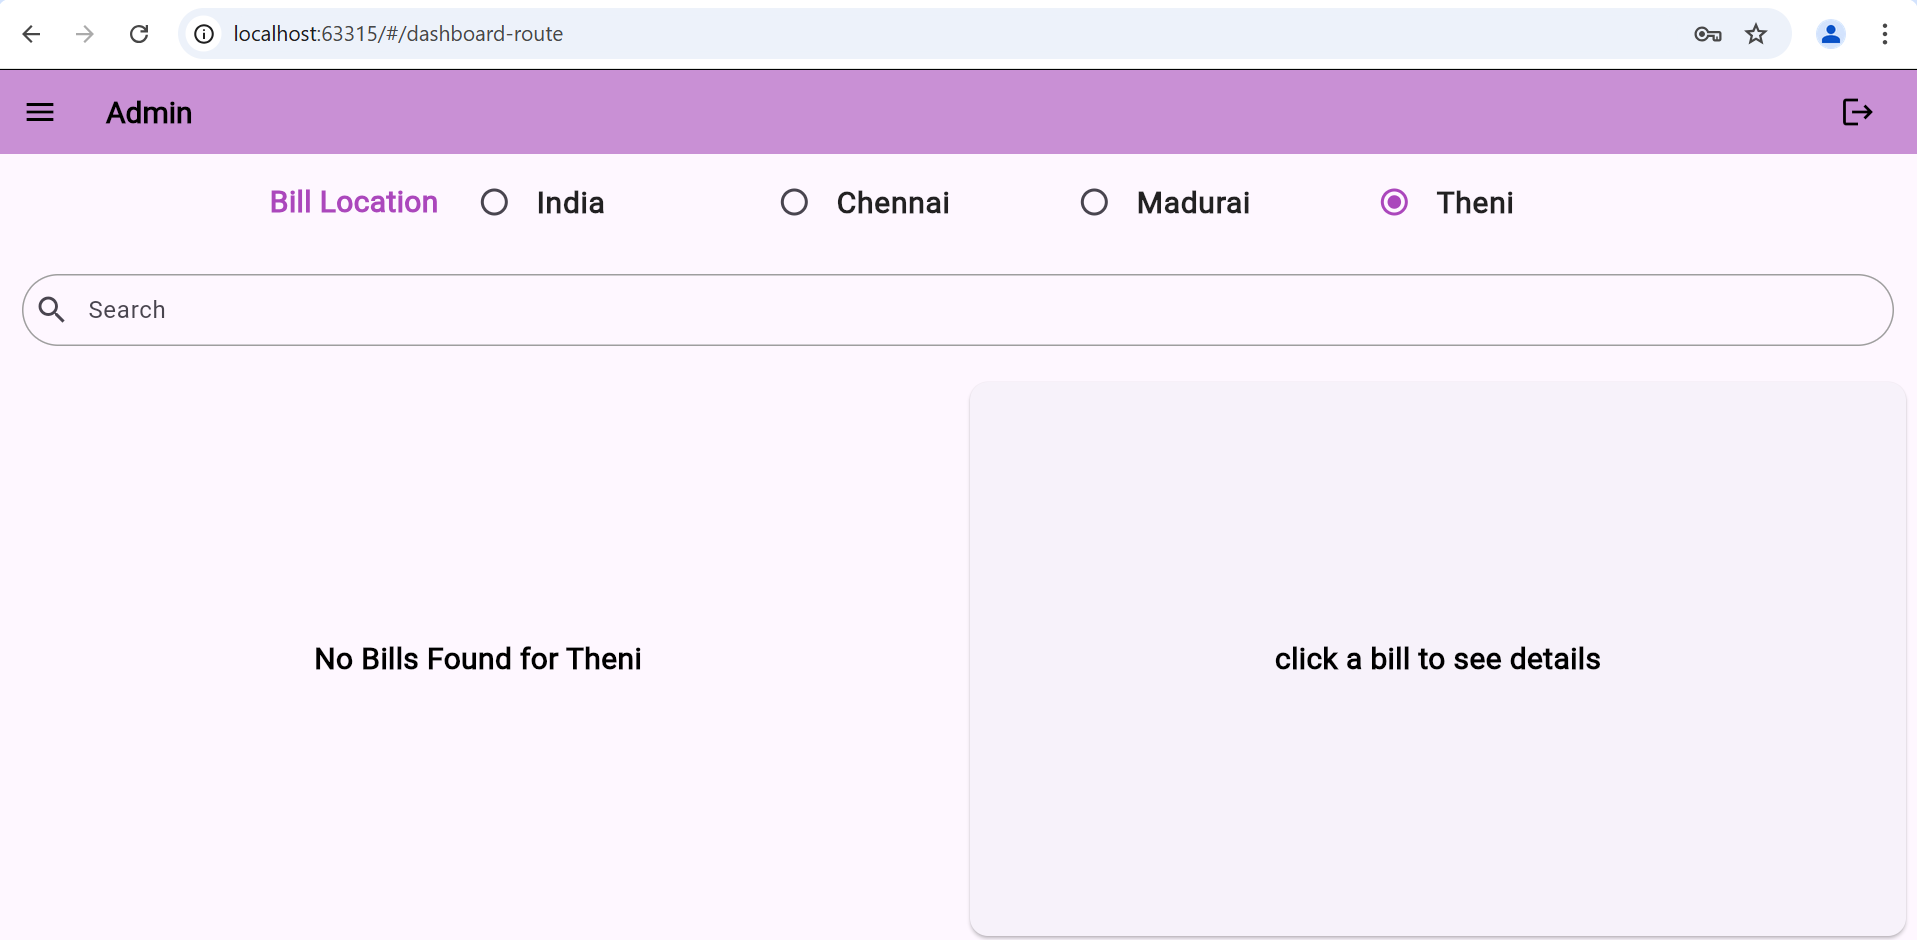 localhost:63315/#/dashboard-route
Admin
Bill Location India Chennai Madurai Theni
Search
No Bills Found for Theni
click a bill to see details